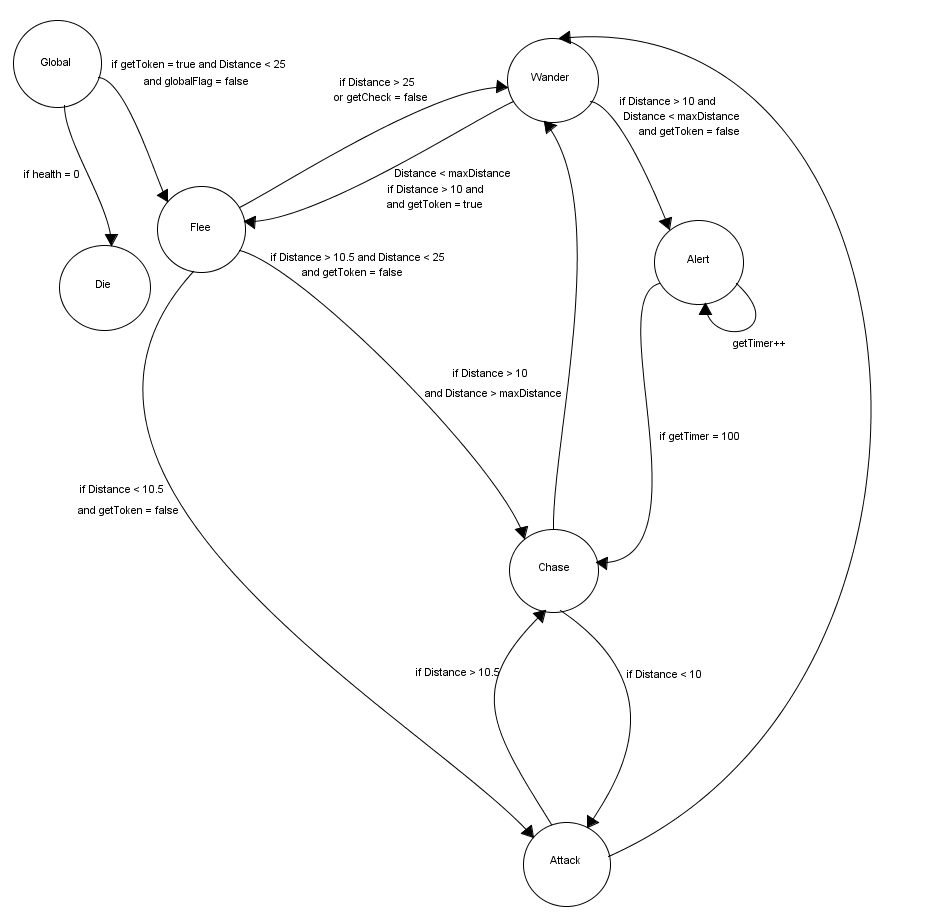 Global
if getToken = true and Distance < 25
and globalFlag = false
if health = 0
Die
Flee
if Distance > 25
or getCheck = false
Wander
if Distance > 10 and
Distance < maxDistance
and getToken = false
Distance < maxDistance
if Distance > 10 and
and getToken = true
if Distance > 10.5 and Distance < 25
and getToken = false
Alert
getTimer++
if Distance > 10
and Distance > maxDistance
if getTimer = 100
if Distance < 10.5
and getToken = false
Chase
if Distance > 10.5
if Distance < 10
Attack